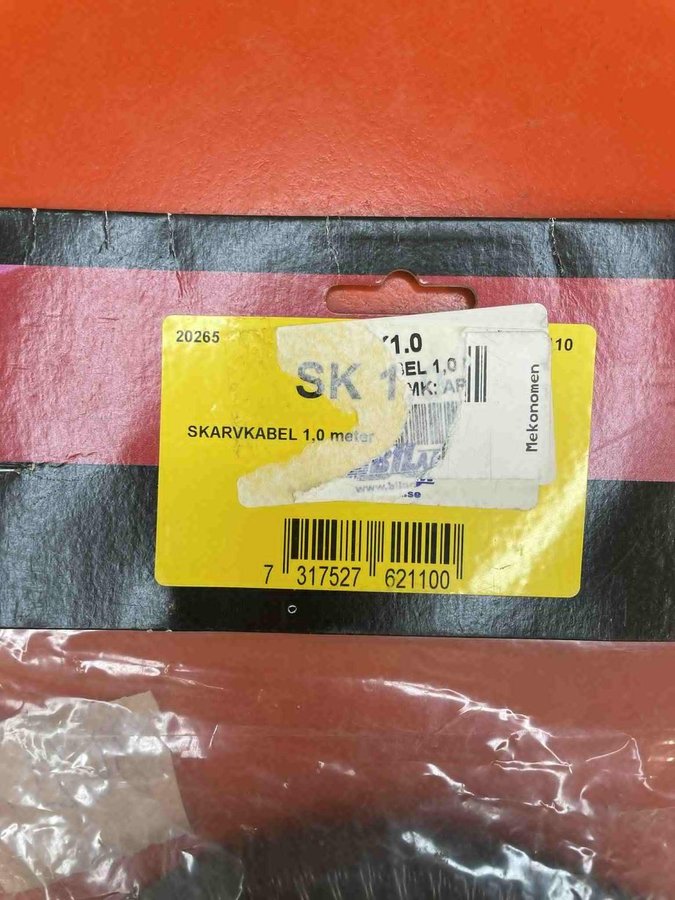 20265
110
K1.0
SK 1
BEL 1,0
MK: AP
Mekonomen
SKARVKABEL 1,0 meter
.se
7 317527 621100